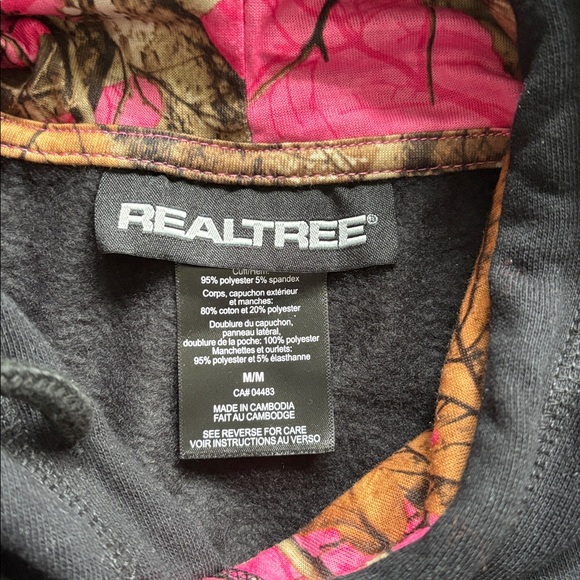 REALTREE®
Cuff/Hem:
95% polyester 5% spandex
Corps, capuchon extérieur
et manches:
80% coton et 20% polyester
Doublure du capuchon,
panneau latéral,
doublure de la poche: 100% polyester
Manchettes et ourlets:
95% polyester et 5% élasthanne
M/M
CA# 04483
MADE IN CAMBODIA
FAIT AU CAMBODGE
SEE REVERSE FOR CARE
VOIR INSTRUCTIONS AU VERSO